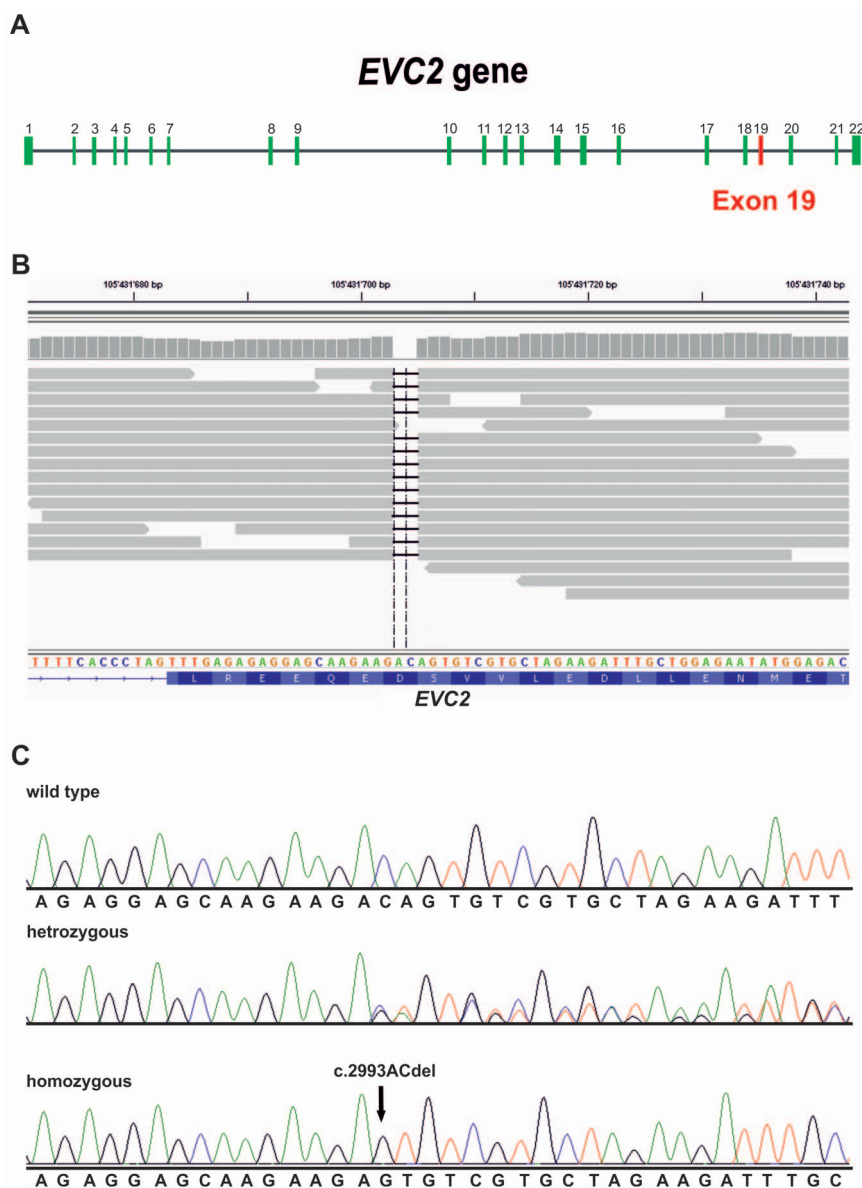 A
EVC2 gene
1 2 3 4 5 6 7 8 9 10 11 12 13 14 15 16 17 18 19 20 21 22
Exon 19
B
105'431'680 bp 105'431'700 bp 105'431'720 bp 105'431'740 bp
T T T T C A C C C T A G T T T G A G A G A G G A G C A A G A A G A C A G T G T C G T G C T A G A A G A T T T G C T G G A G A A T A T G G A G A C
L R E E Q E D S V V L E D L L E N M E T
EVC2
C
wild type
A G A G G A G C A A G A A G A C A G T G T C G T G C T A G A A G A T T T
hetrozygous
homozygous
c.2993ACdel
A G A G G A G C A A G A A G A G T G T C G T G C T A G A A G A T T T G C